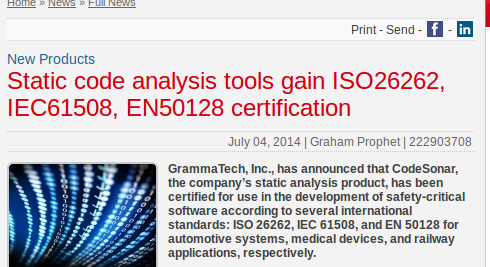 Home » News » Full News
Print - Send - f - in
New Products
Static code analysis tools gain ISO26262,
IEC61508, EN50128 certification
July 04, 2014 | Graham Prophet | 222903708
GrammaTech, Inc., has announced that CodeSonar,
the company's static analysis product, has been
certified for use in the development of safety-critical
software according to several international
standards: ISO 26262, IEC 61508, and EN 50128 for
automotive systems, medical devices, and railway
applications, respectively.